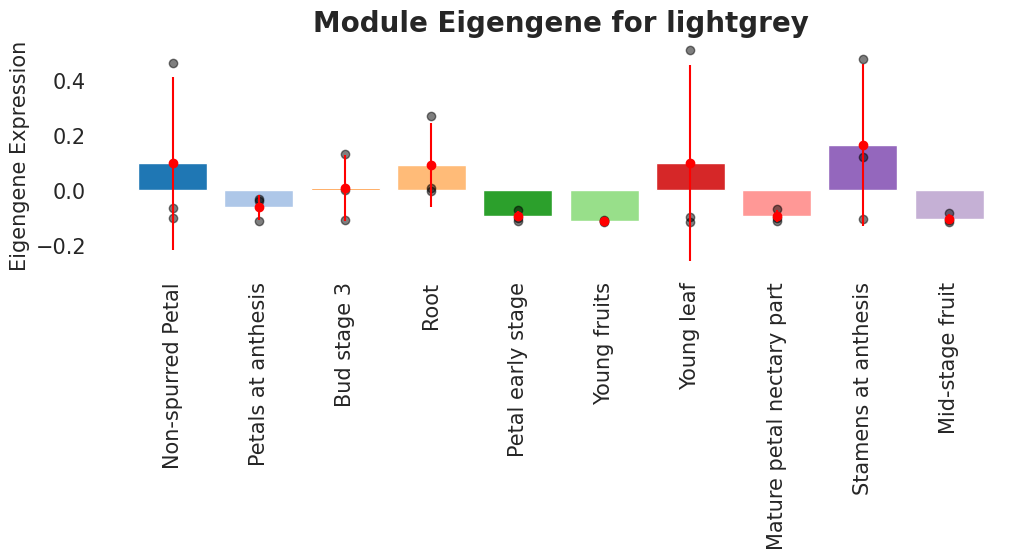 Module Eigengene for lightgrey
Eigengene Expression
0.4
0.2
0.0
−0.2
Non-spurred Petal
Petals at anthesis
Bud stage 3
Root
Petal early stage
Young fruits
Young leaf
Mature petal nectary part
Stamens at anthesis
Mid-stage fruit